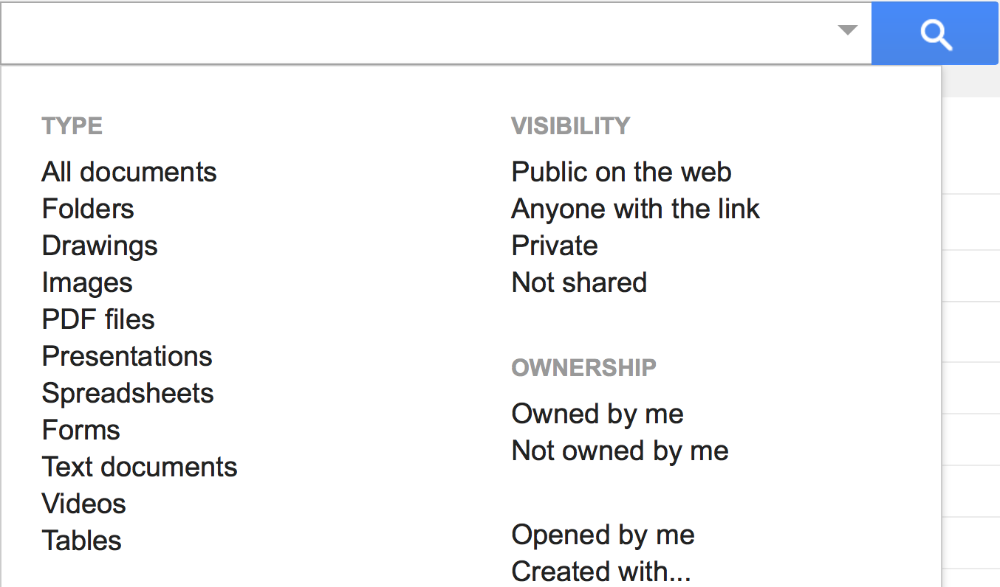 TYPE
All documents
Folders
Drawings
Images
PDF files
Presentations
Spreadsheets
Forms
Text documents
Videos
Tables
VISIBILITY
Public on the web
Anyone with the link
Private
Not shared
OWNERSHIP
Owned by me
Not owned by me
Opened by me
Created with...